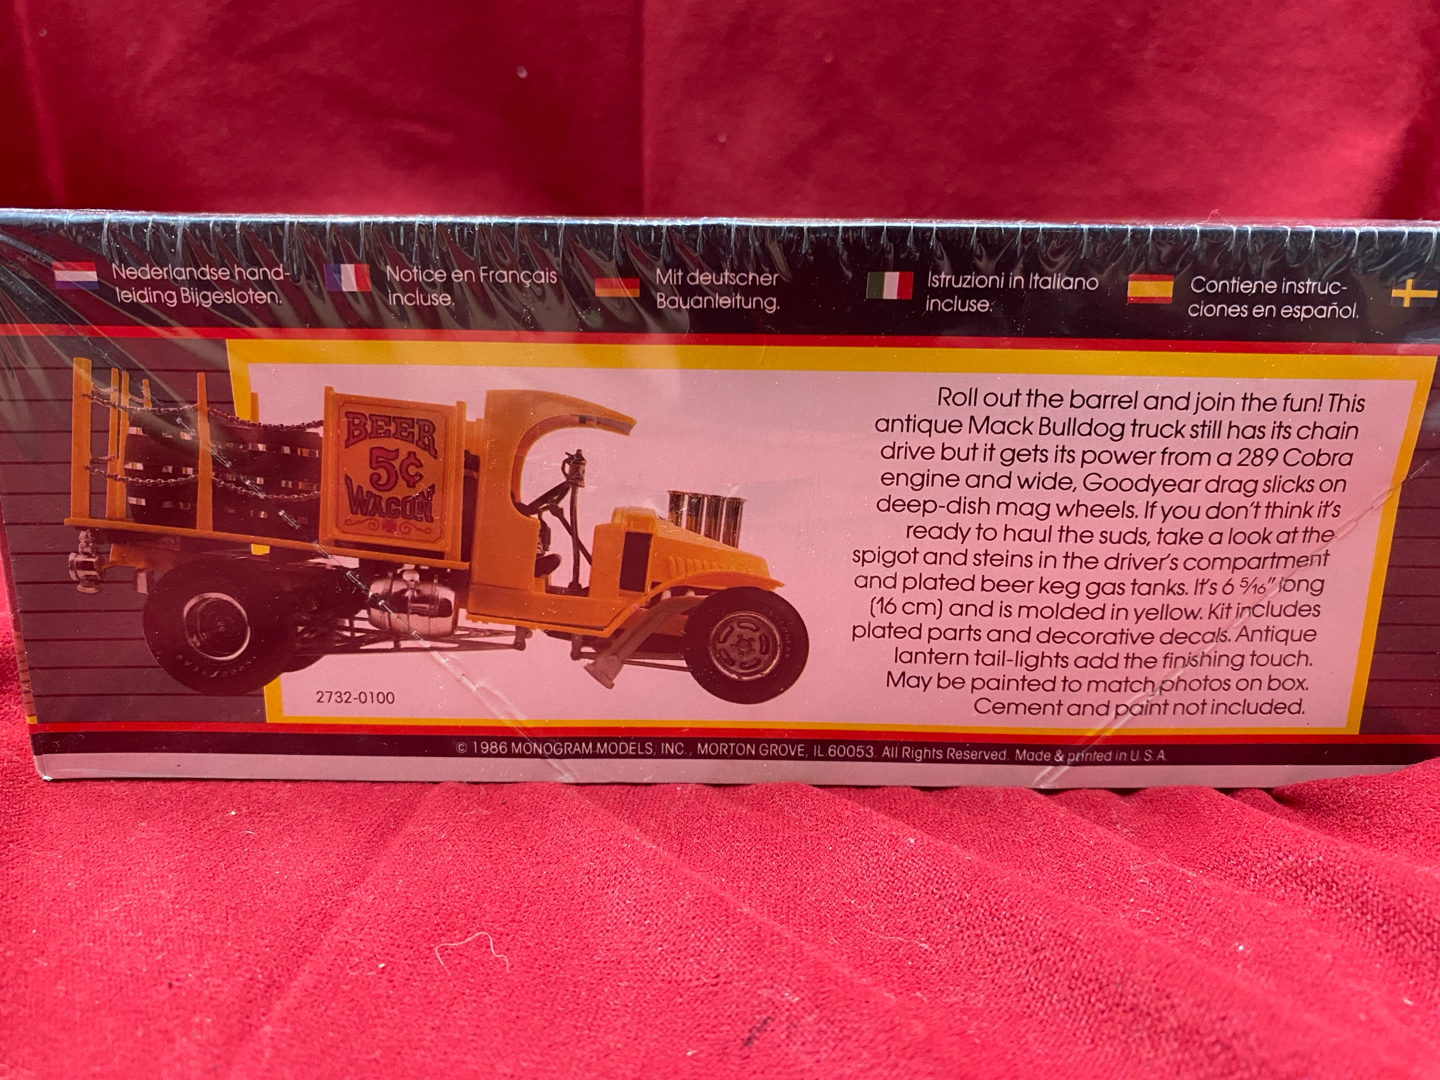 Nederlandse hand-
leiding Bijgesloten.
Notice en Français
incluse.
Mit deutscher
Bauanleitung.
Istruzioni in Italiano
incluse.
Contiene instruc-
ciones en español.
BEER
5¢
WAGON
Roll out the barrel and join the fun! This
antique Mack Bulldog truck still has its chain
drive but it gets its power from a 289 Cobra
engine and wide, Goodyear drag slicks on
deep-dish mag wheels. If you don't think it's
ready to haul the suds, take a look at the
spigot and steins in the driver's compartment
and plated beer keg gas tanks. It's 6 5/16" long
(16 cm) and is molded in yellow. Kit includes
plated parts and decorative decals. Antique
lantern tail-lights add the finishing touch.
May be painted to match photos on box.
Cement and paint not included.
2732-0100
© 1986 MONOGRAM MODELS, INC., MORTON GROVE, IL 60053. All Rights Reserved. Made & printed in U.S.A.